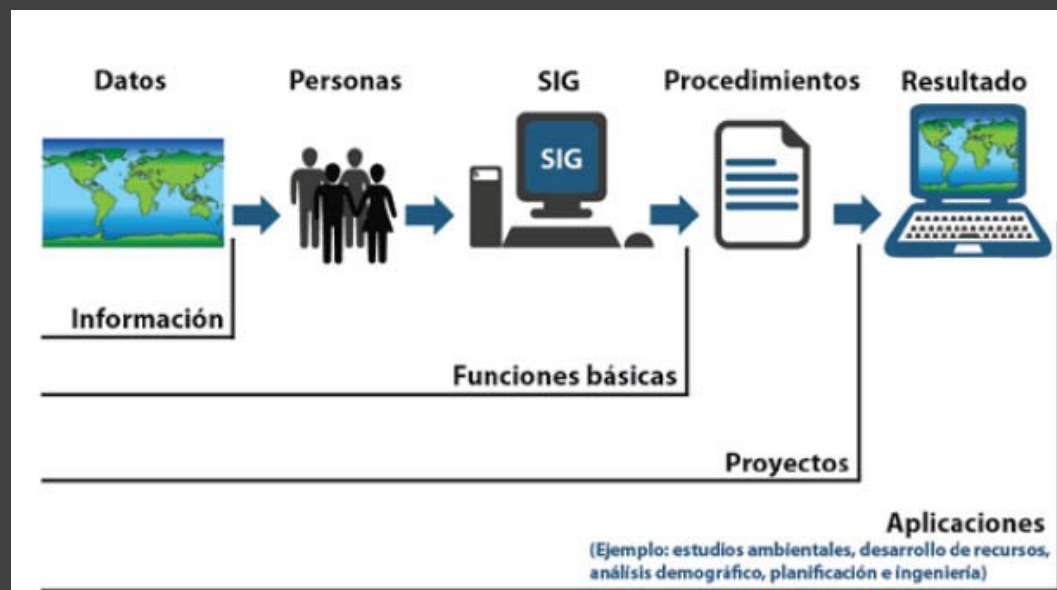 Datos
Personas
SIG
Procedimientos
Resultado
SIG
Información
Funciones básicas
Proyectos
Aplicaciones
(Ejemplo: estudios ambientales, desarrollo de recursos,
análisis demográfico, planificación e ingeniería)